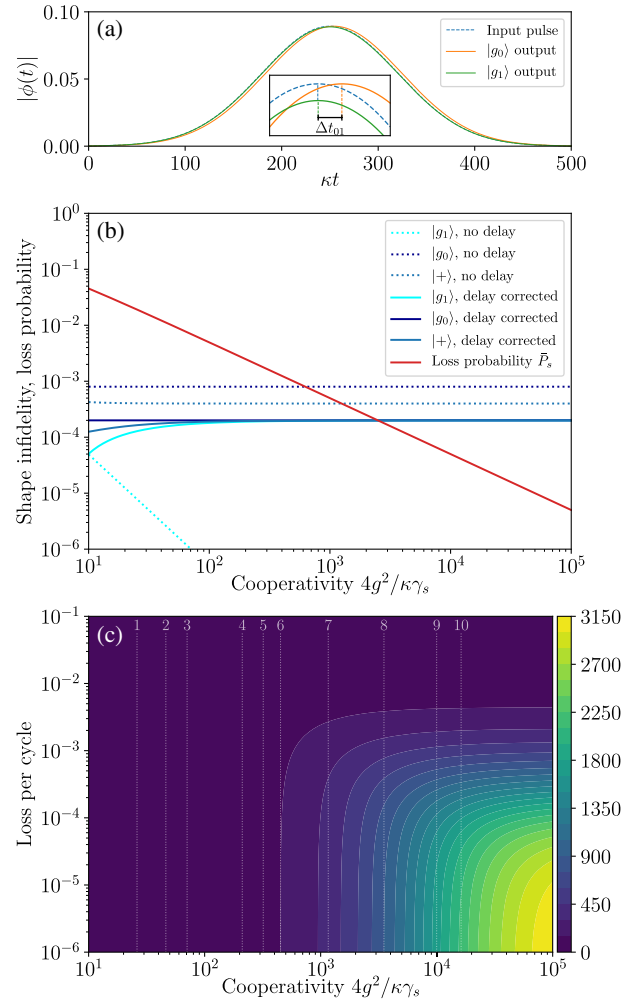 (a)
Input pulse
|g₀⟩ output
|g₁⟩ output
Δt₀₁
|ϕ(t)|
0.10
0.05
0.00
0 100 200 300 400 500
κt
(b)
|g₁⟩, no delay
|g₀⟩, no delay
|+⟩, no delay
|g₁⟩, delay corrected
|g₀⟩, delay corrected
|+⟩, delay corrected
Loss probability P̄ₛ
Shape infidelity, loss probability
10⁰
10⁻¹
10⁻²
10⁻³
10⁻⁴
10⁻⁵
10⁻⁶
10¹ 10² 10³ 10⁴ 10⁵
Cooperativity 4g²/κγₛ
(c)
1 2 3 4 5 6 7 8 9 10
Loss per cycle
10⁻¹
10⁻²
10⁻³
10⁻⁴
10⁻⁵
10⁻⁶
10¹ 10² 10³ 10⁴ 10⁵
Cooperativity 4g²/κγₛ
3150
2700
2250
1800
1350
900
450
0